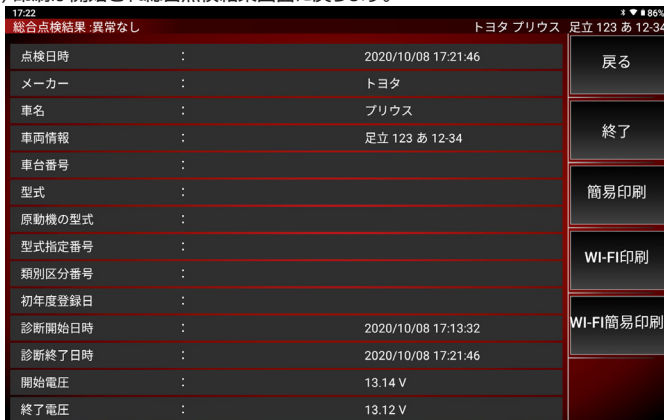 17:22
86%
総合点検結果 :異常なし
トヨタ プリウス 足立 123 あ 12-34
点検日時 : 2020/10/08 17:21:46
メーカー : トヨタ
車名 : プリウス
車両情報 : 足立 123 あ 12-34
車台番号 :
型式 :
原動機の型式 :
型式指定番号 :
類別区分番号 :
初年度登録日 :
診断開始日時 : 2020/10/08 17:13:32
診断終了日時 : 2020/10/08 17:21:46
開始電圧 : 13.14 V
終了電圧 : 13.12 V
戻る
終了
簡易印刷
WI-FI印刷
WI-FI簡易印刷